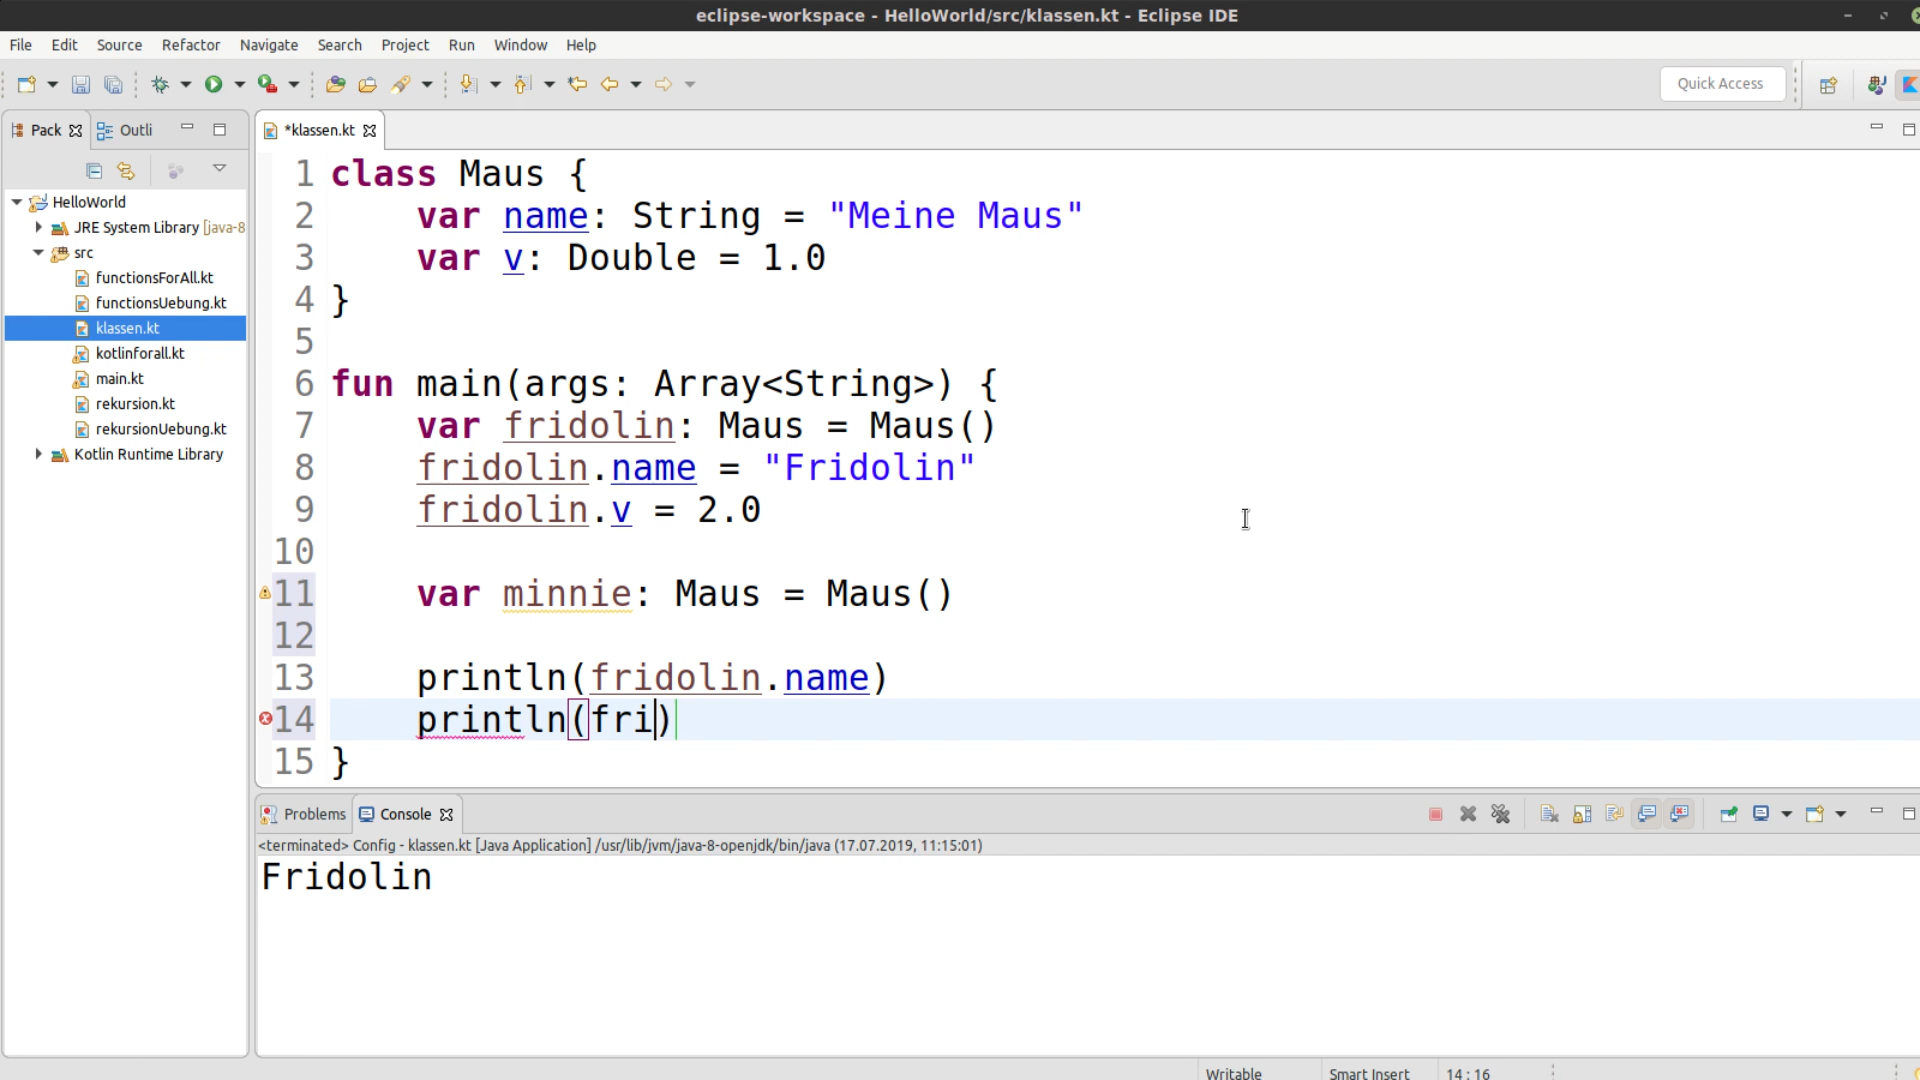 eclipse-workspace - HelloWorld/src/klassen.kt - Eclipse IDE
File Edit Source Refactor Navigate Search Project Run Window Help
Quick Access
Pack Outli
*klassen.kt
HelloWorld
JRE System Library [java-8
src
functionsForAll.kt
functionsUebung.kt
klassen.kt
kotlinforall.kt
main.kt
rekursion.kt
rekursionUebung.kt
Kotlin Runtime Library
1 class Maus {
2     var name: String = "Meine Maus"
3     var v: Double = 1.0
4 }
5
6 fun main(args: Array<String>) {
7     var fridolin: Maus = Maus()
8     fridolin.name = "Fridolin"
9     fridolin.v = 2.0
10
11     var minnie: Maus = Maus()
12
13     println(fridolin.name)
14     println(fri)
15 }
Problems Console
<terminated> Config - klassen.kt [Java Application] /usr/lib/jvm/java-8-openjdk/bin/java (17.07.2019, 11:15:01)
Fridolin
Writable Smart Insert 14 : 16